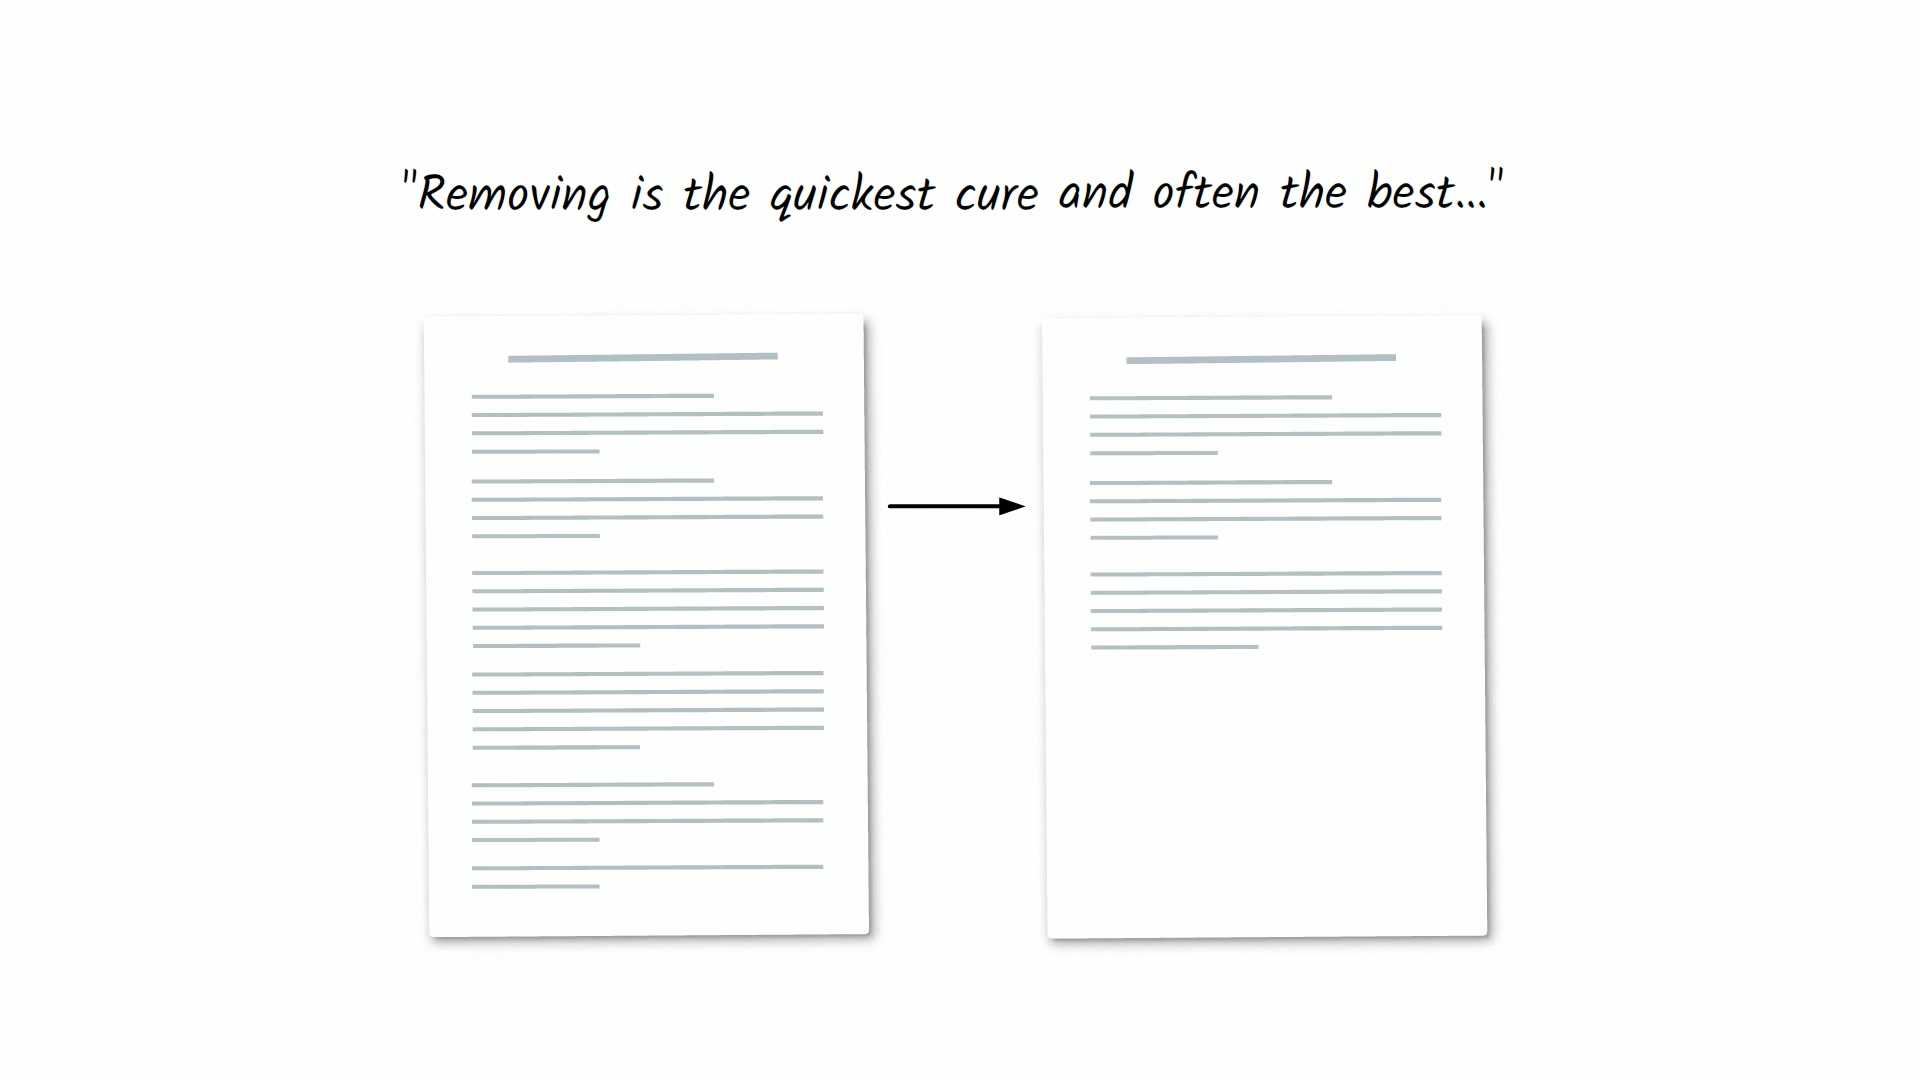 "Removing is the quickest cure and often the best..."